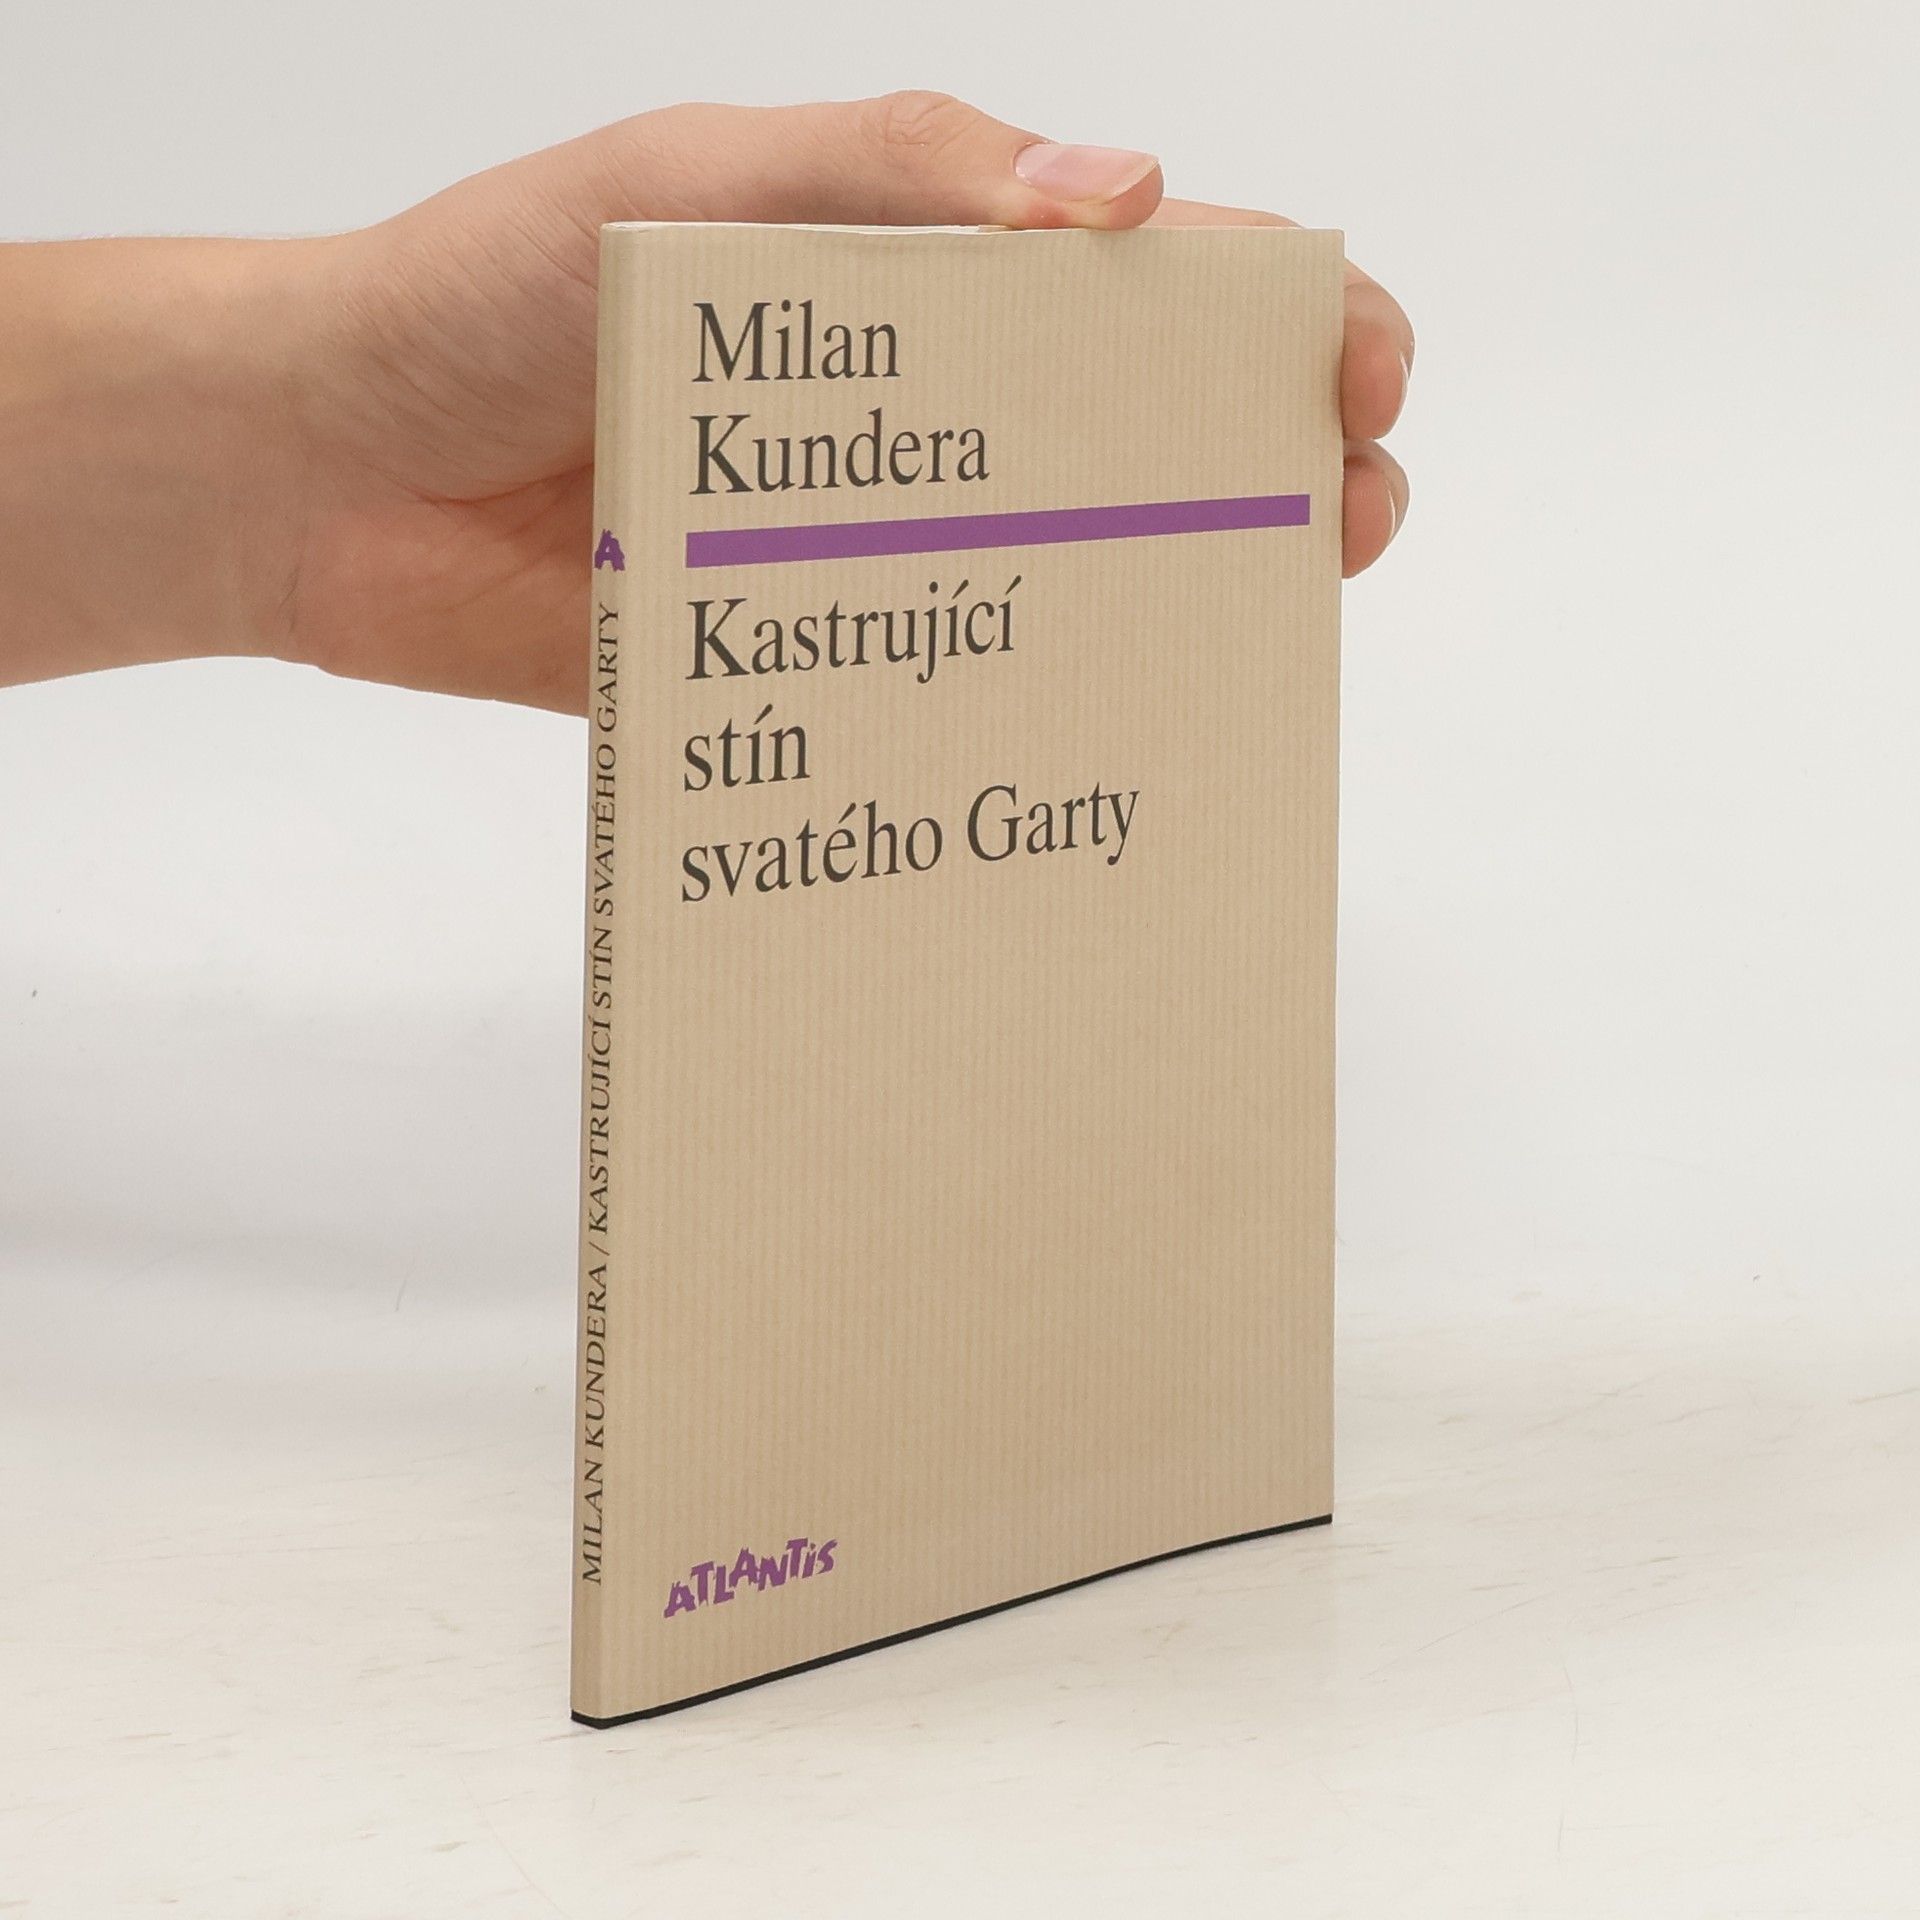 Milan
Kundera
Kastrující
stín
svatého Garty
ATLANTIS
MILAN KUNDERA / KASTRUJÍCÍ STÍN SVATÉHO GARTY A